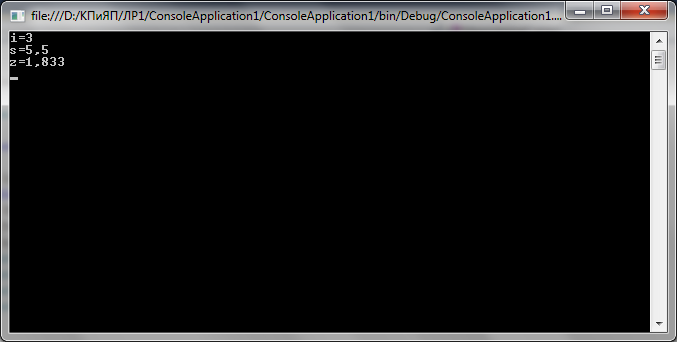 file:///D:/КПиЯП/ЛР1/ConsoleApplication1/ConsoleApplication1/bin/Debug/ConsoleApplication1....
i=3
s=5,5
z=1,833